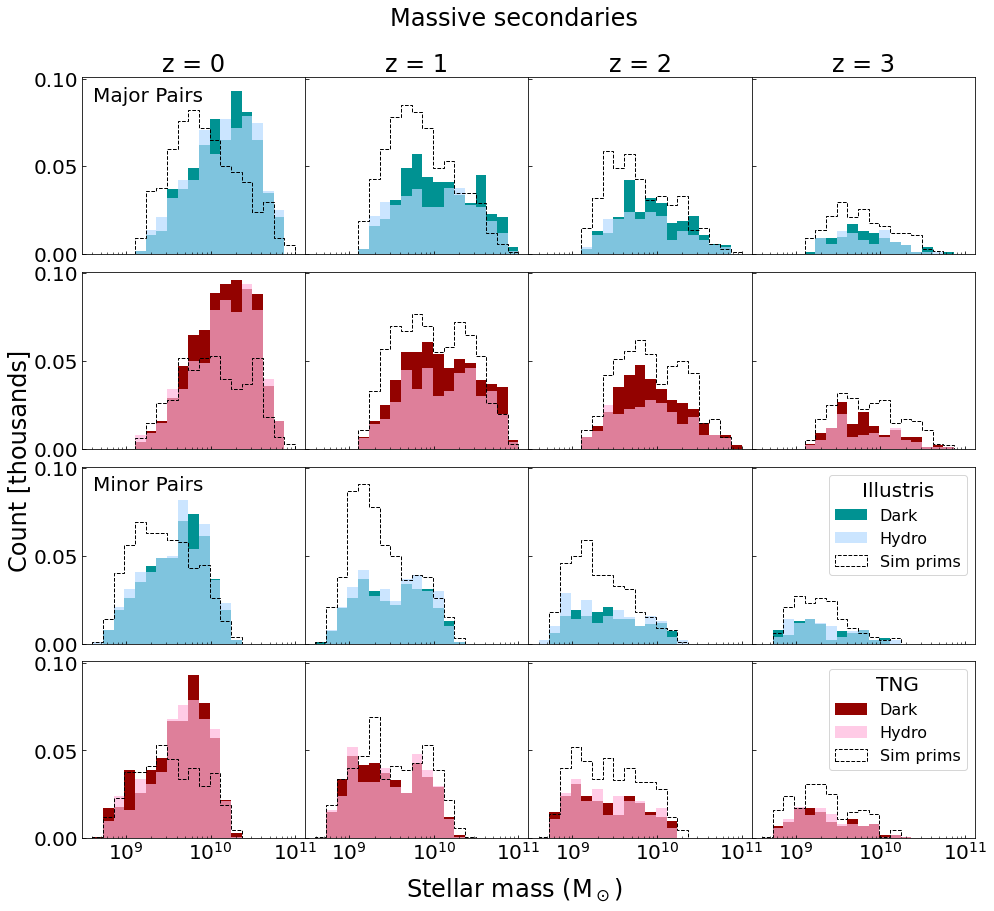 Massive secondaries
z = 0 z = 1 z = 2 z = 3
0.10
Major Pairs
0.05
0.00
0.10
0.05
0.00
0.10
Minor Pairs
Illustris
Dark
Hydro
Sim prims
0.05
0.00
0.10
TNG
Dark
Hydro
Sim prims
0.05
0.00
Count [thousands]
10⁹ 10¹⁰ 10¹¹ 10⁹ 10¹⁰ 10¹¹ 10⁹ 10¹⁰ 10¹¹ 10⁹ 10¹⁰ 10¹¹
Stellar mass (M_⊙)